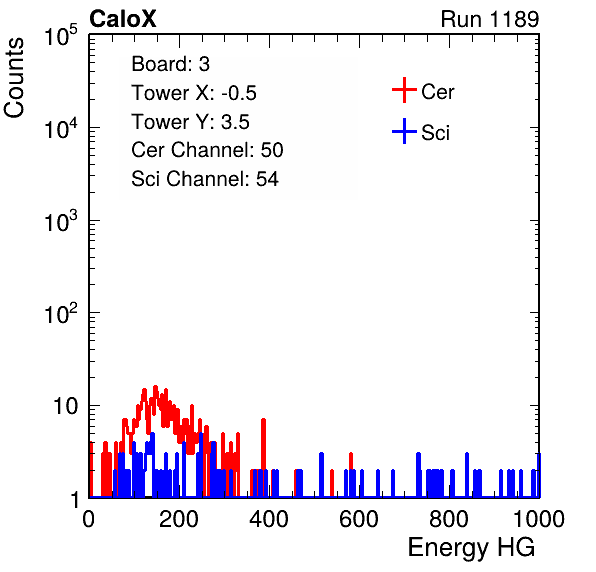 CaloX Run 1189
Counts
Board: 3
Tower X: -0.5
Tower Y: 3.5
Cer Channel: 50
Sci Channel: 54
Cer
Sci
10^5
10^4
10^3
10^2
10
1
0 200 400 600 800 1000
Energy HG